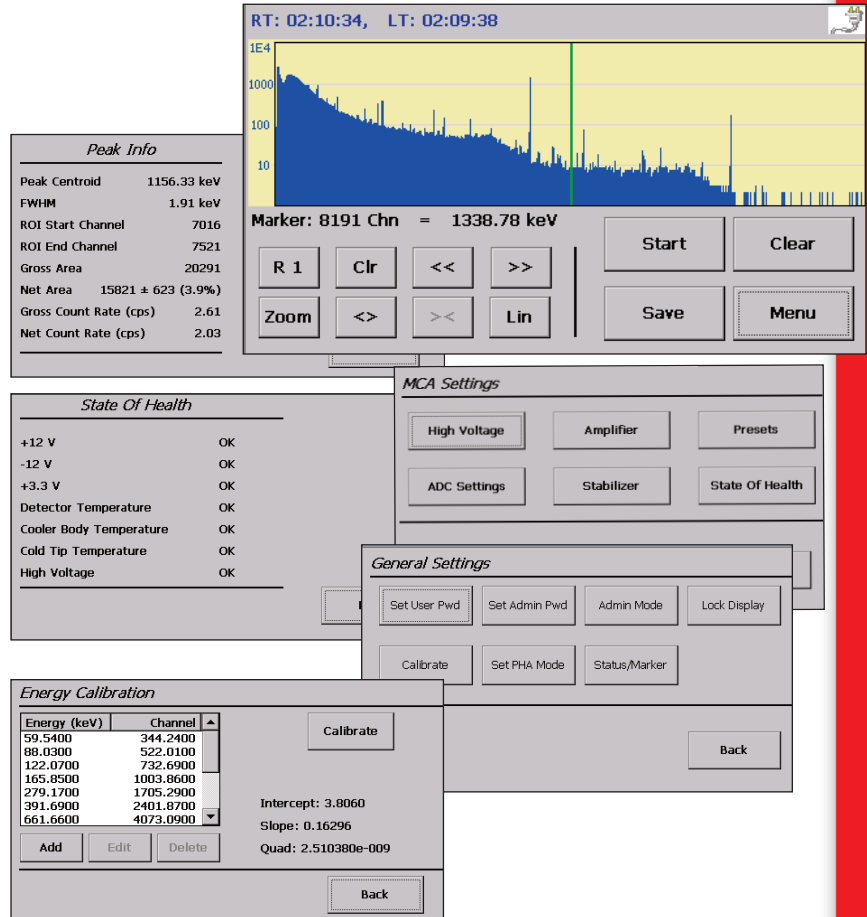 RT: 02:10:34, LT: 02:09:38
1E4
1000
100
10
Marker: 8191 Chn = 1338.78 keV
R 1 Clr << >>
Zoom <> >< Lin
Start Clear
Save Menu
Peak Info
Peak Centroid 1156.33 keV
FWHM 1.91 keV
ROI Start Channel 7016
ROI End Channel 7521
Gross Area 20291
Net Area 15821 ± 623 (3.9%)
Gross Count Rate (cps) 2.61
Net Count Rate (cps) 2.03
MCA Settings
High Voltage Amplifier Presets
ADC Settings Stabilizer State Of Health
State Of Health
+12 V OK
-12 V OK
+3.3 V OK
Detector Temperature OK
Cooler Body Temperature OK
Cold Tip Temperature OK
High Voltage OK
General Settings
Set User Pwd Set Admin Pwd Admin Mode Lock Display
Calibrate Set PHA Mode Status/Marker
Back
Energy Calibration
Energy (keV) Channel
59.5400 344.2400
88.0300 522.0100
122.0700 732.6900
165.8500 1003.8600
279.1700 1705.2900
391.6900 2401.8700
661.6600 4073.0900
Calibrate
Intercept: 3.8060
Slope: 0.16296
Quad: 2.510380e-009
Add Edit Delete
Back